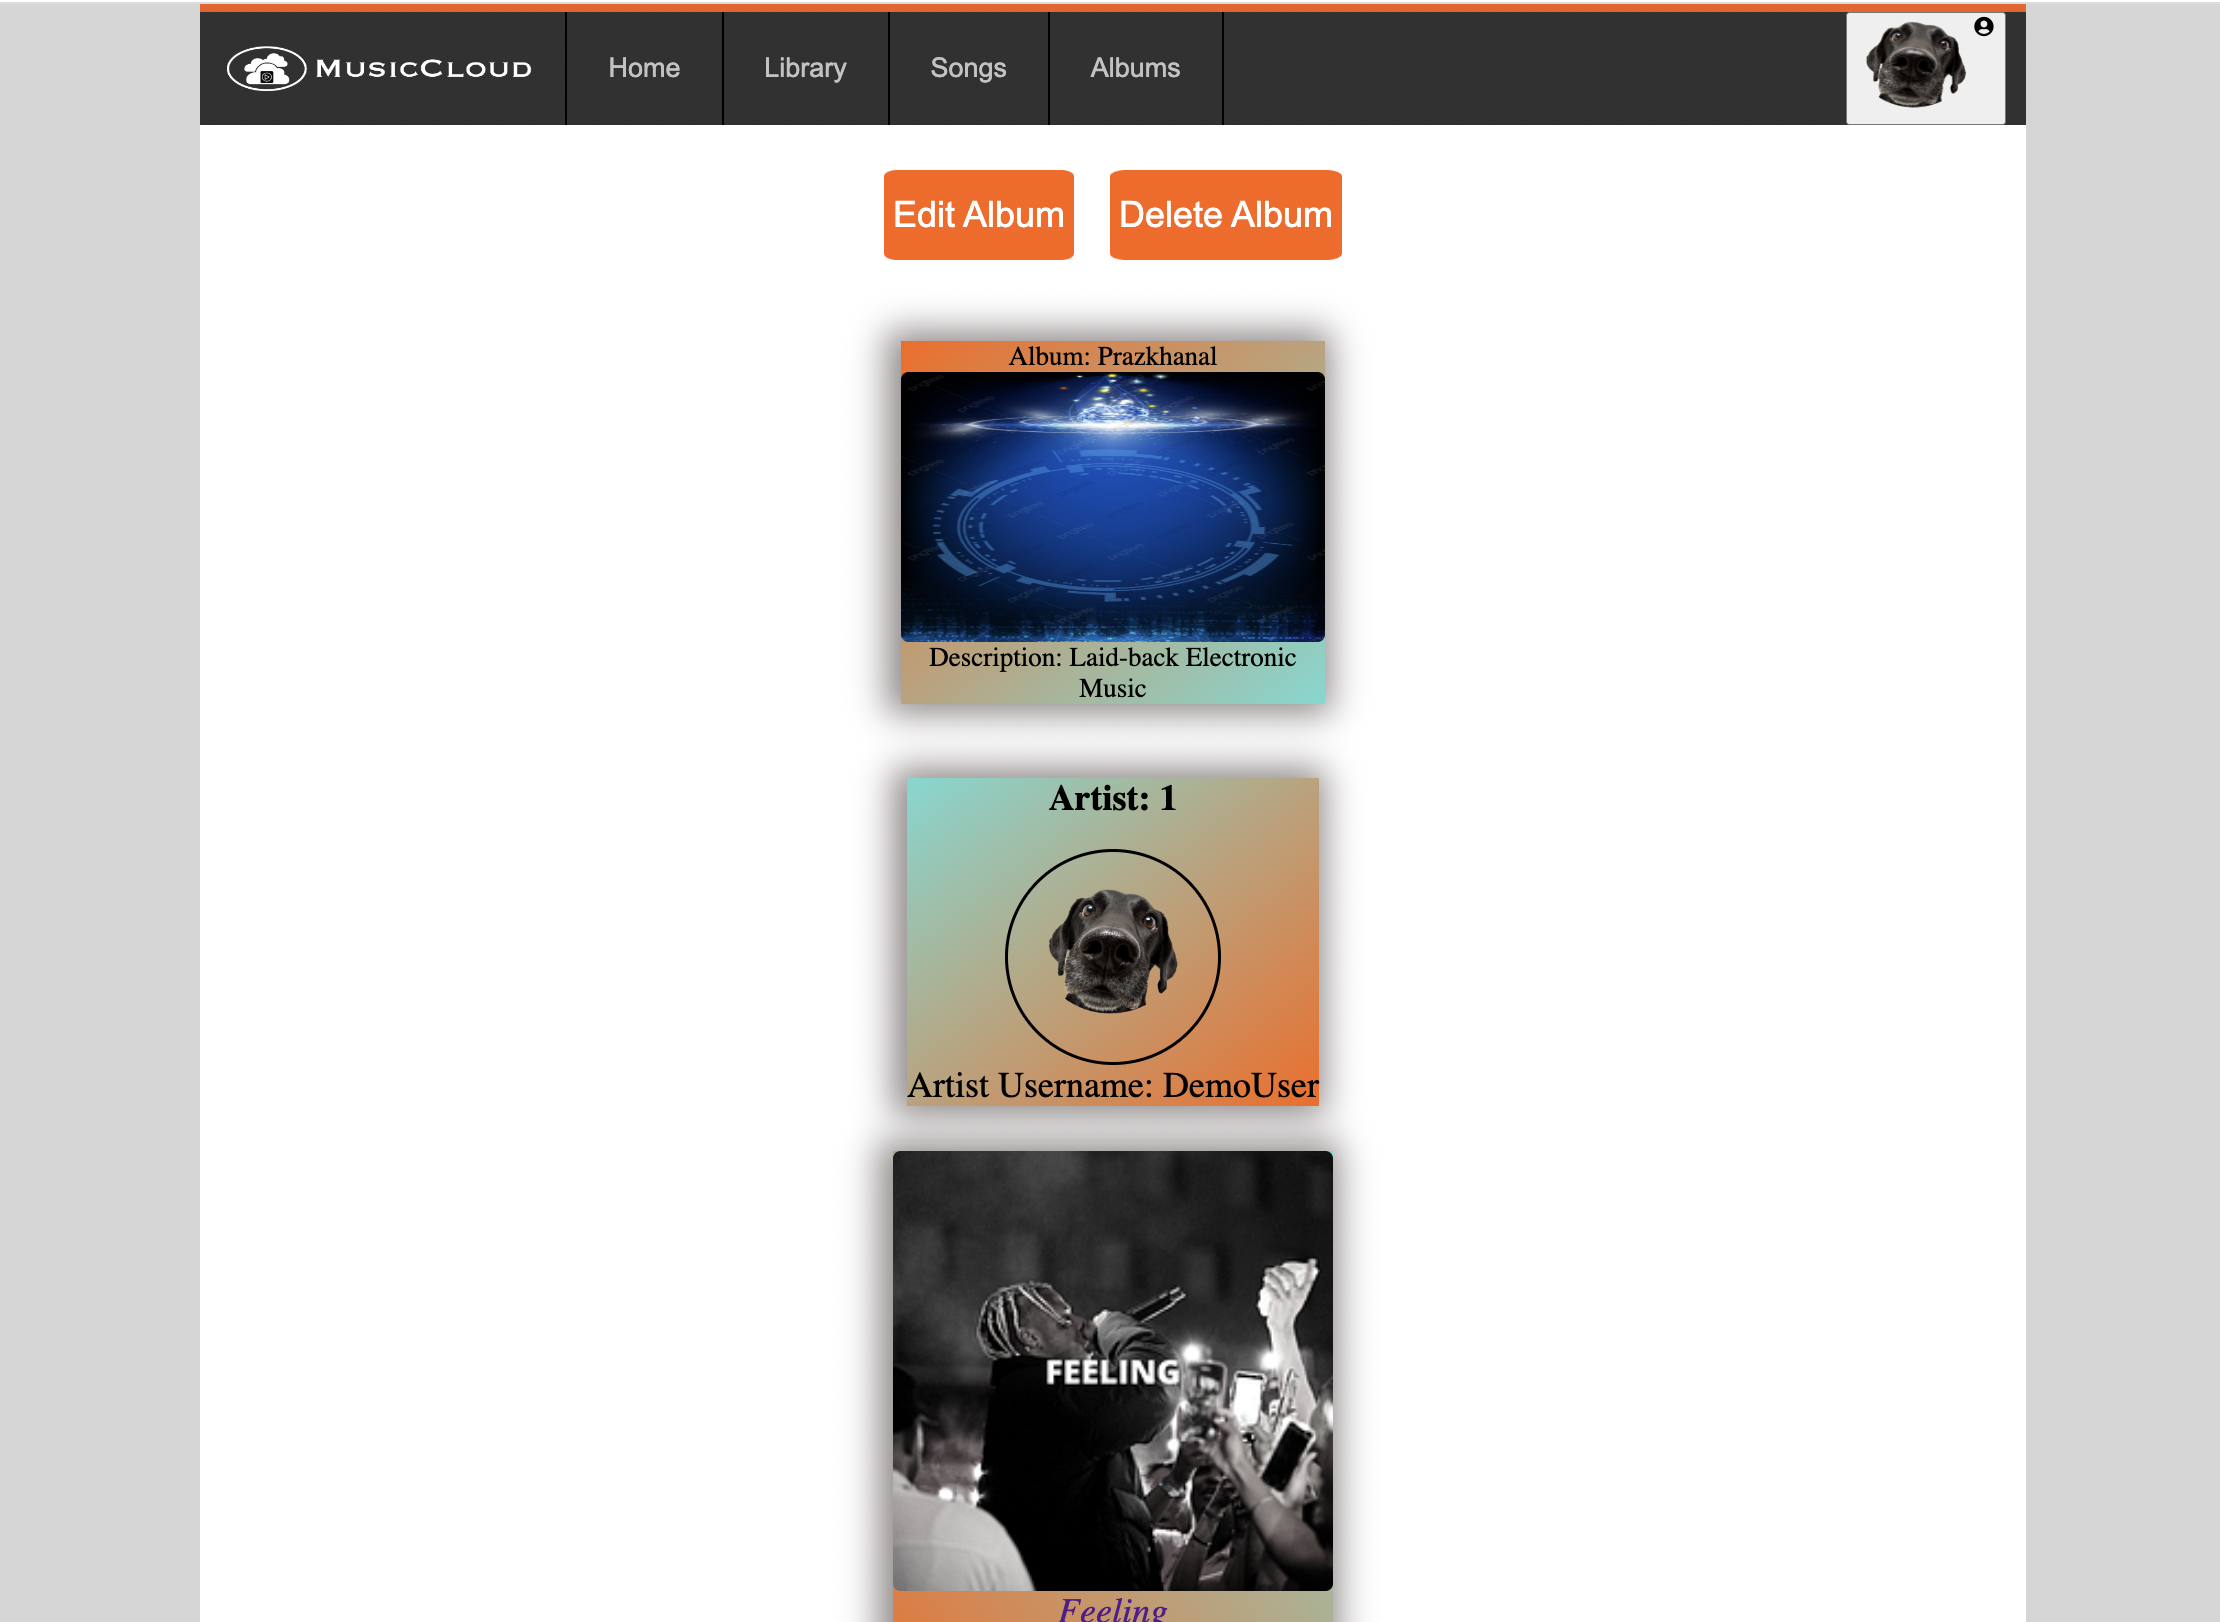 MusicCloud
Home
Library
Songs
Albums
Edit Album
Delete Album
Album: Prazkhanal
Description: Laid-back Electronic
Music
Artist: 1
Artist Username: DemoUser
FEELING
Feeling